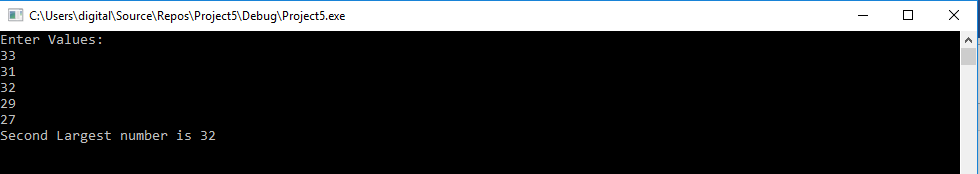 C:\Users\digital\Source\Repos\Project5\Debug\Project5.exe
Enter Values:
33
31
32
29
27
Second Largest number is 32